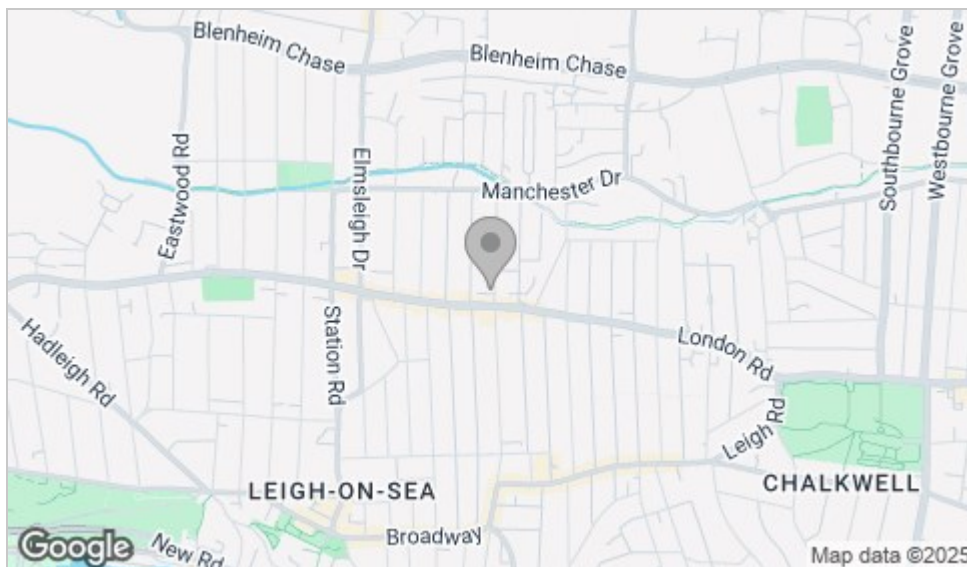 Blenheim Chase
Blenheim Chase
Southbourne Grove
Westbourne Grove
Eastwood Rd
Elmsleigh Dr
Manchester Dr
Station Rd
London Rd
Hadleigh Rd
Leigh Rd
LEIGH-ON-SEA
CHALKWELL
Broadway
New Rd
Google
Map data ©2025